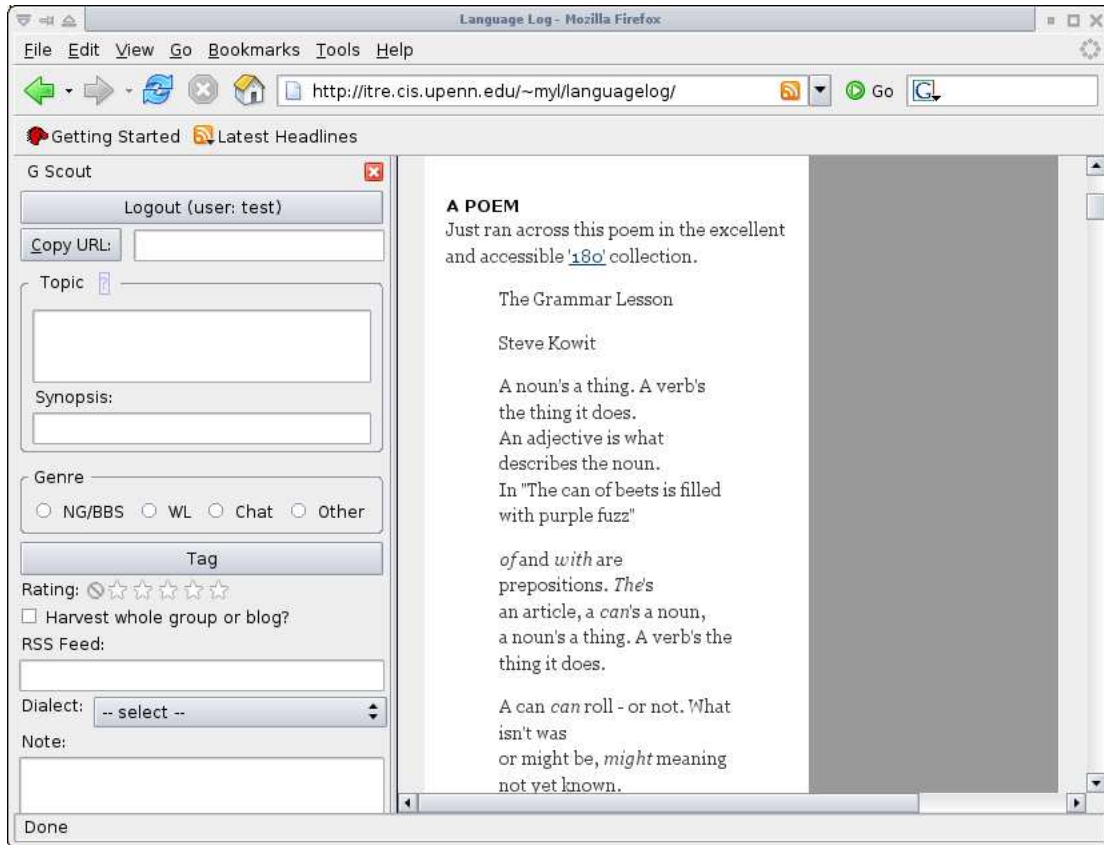 Language Log - Mozilla Firefox
File Edit View Go Bookmarks Tools Help
http://itre.cis.upenn.edu/~myl/languagelog/ Go G
Getting Started Latest Headlines
G Scout
Logout (user: test)
Copy URL:
Topic ?
Synopsis:
Genre
NG/BBS WL Chat Other
Tag
Rating:
Harvest whole group or blog?
RSS Feed:
Dialect: -- select --
Note:
A POEM
Just ran across this poem in the excellent
and accessible '180' collection.
The Grammar Lesson
Steve Kowit
A noun's a thing. A verb's
the thing it does.
An adjective is what
describes the noun.
In "The can of beets is filled
with purple fuzz"
of and with are
prepositions. The's
an article, a can's a noun,
a noun's a thing. A verb's the
thing it does.
A can can roll - or not. What
isn't was
or might be, might meaning
not yet known.
Done